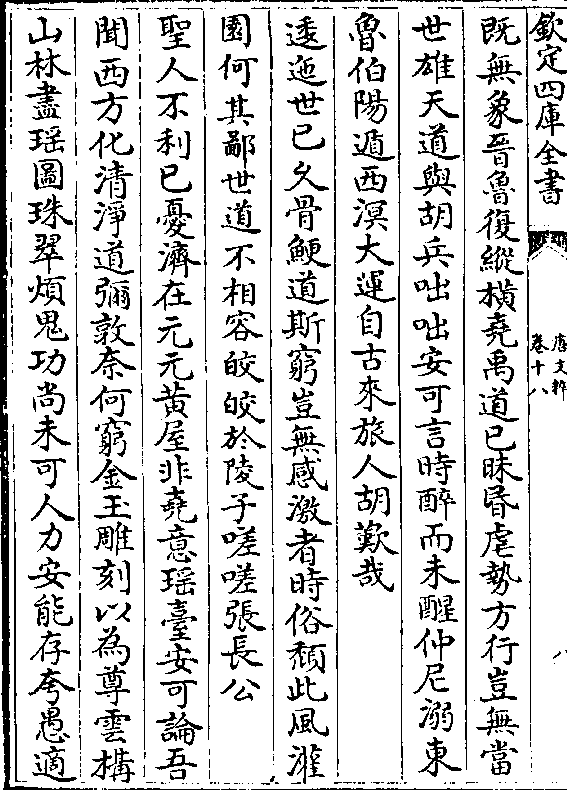 欽定四庫全書
唐文粹
卷十八
八
既無象晉魯復縱横堯禹道已昧昬虐勢方行豈無當
世雄天道與胡兵咄咄安可言時醉而未醒仲尼溺東
魯伯陽遁西溟大運自古來旅人胡歎哉
逶迤世已久骨鯁道斯窮豈無感激者時俗頽此風灌
園何其鄙世道不相容皎皎於陵子嗟嗟張長公
聖人不利已憂濟在元元黄屋非堯意瑶臺安可論吾
聞西方化清淨道彌敦奈何窮金玉雕刻以為尊雲構
山林盡瑶圖珠翠煩鬼功尚未可人力安能存夸愚適